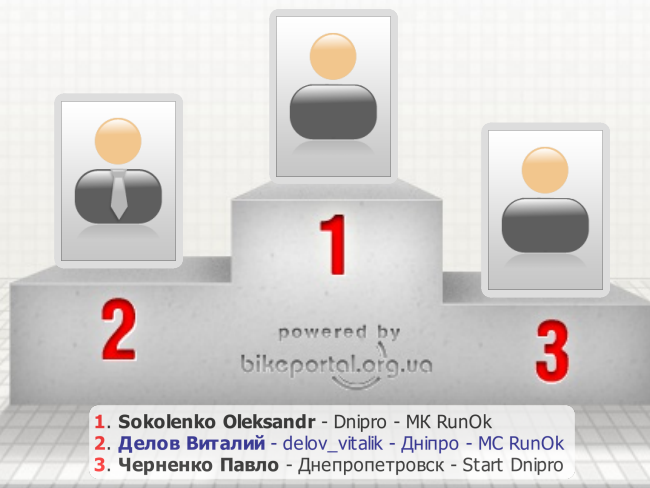 1
2
3
powered by
bikeportal.org.ua
1. Sokolenko Oleksandr - Dnipro - MK RunOk
2. Делов Виталий - delov_vitalik - Дніпро - MC RunOk
3. Черненко Павло - Днепропетровск - Start Dnipro